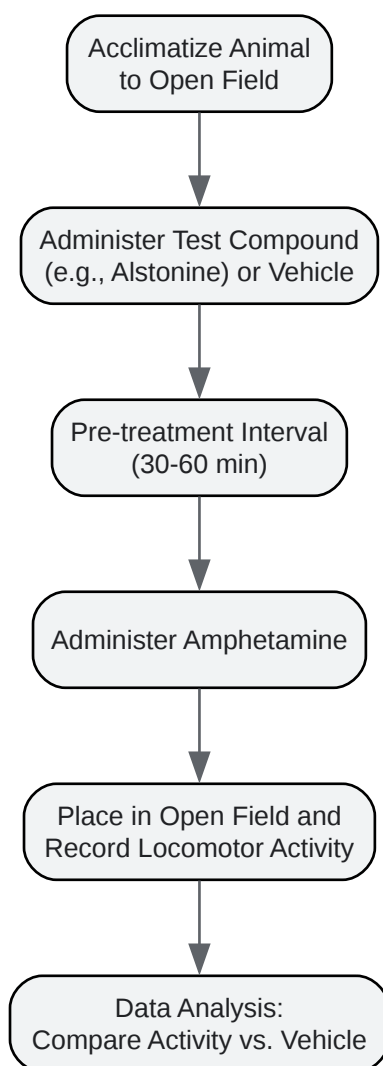 Acclimatize Animal
to Open Field
Administer Test Compound
(e.g., Alstonine) or Vehicle
Pre-treatment Interval
(30-60 min)
Administer Amphetamine
Place in Open Field and
Record Locomotor Activity
Data Analysis:
Compare Activity vs. Vehicle